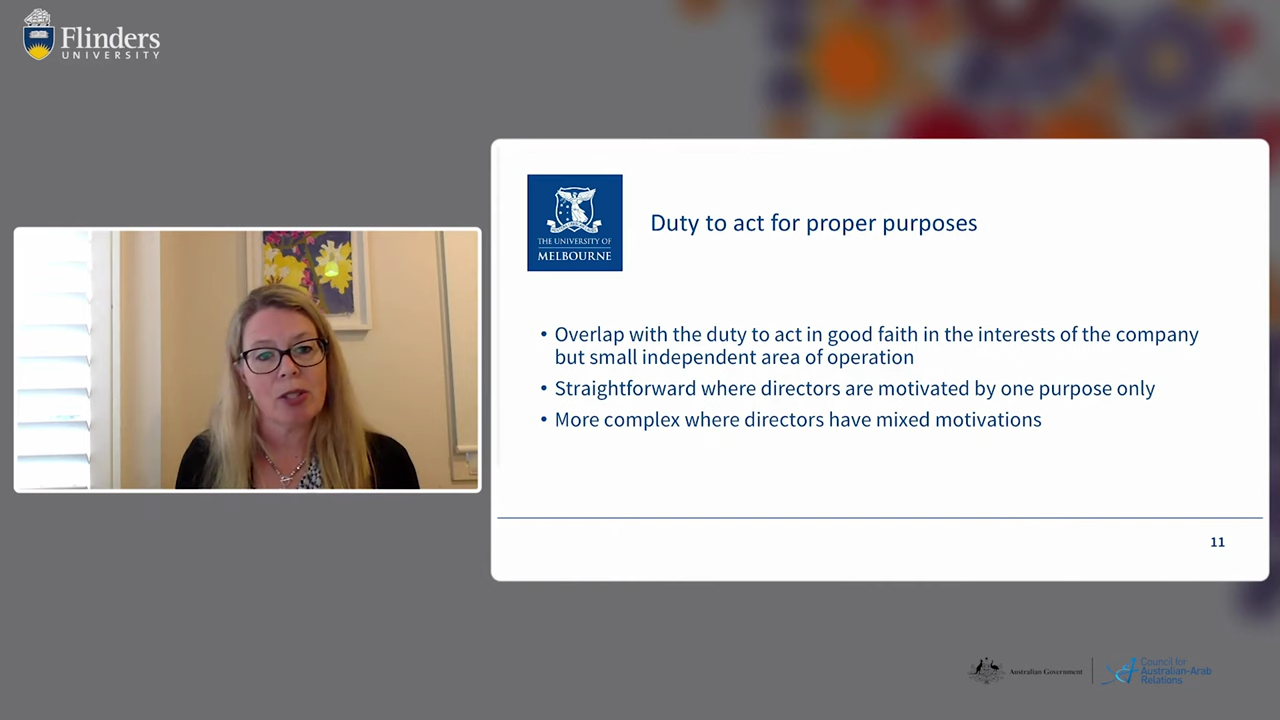 Flinders
UNIVERSITY
THE UNIVERSITY OF
MELBOURNE
Duty to act for proper purposes
• Overlap with the duty to act in good faith in the interests of the company
but small independent area of operation
• Straightforward where directors are motivated by one purpose only
• More complex where directors have mixed motivations
11
Australian Government
Council for
Australian-Arab
Relations